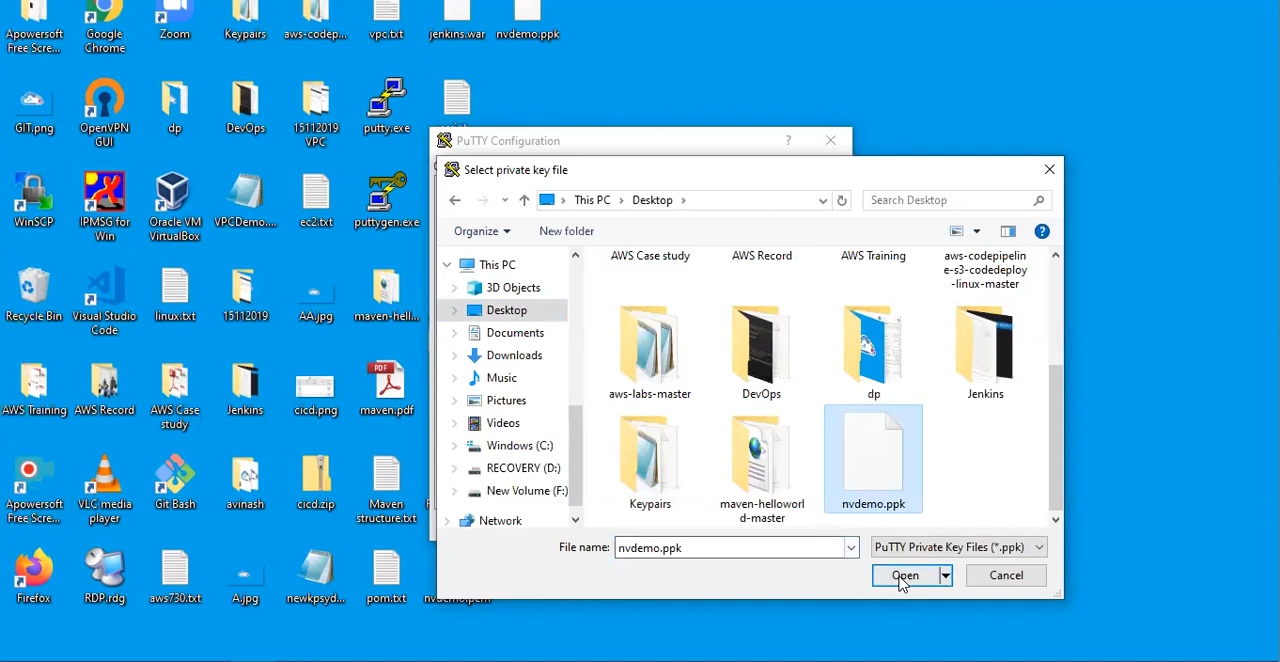 Apowersoft
Free Scre...
Google
Chrome
Zoom
Keypairs
aws-codep...
vpc.txt
jenkins.war
nvdemo.ppk
GIT.png
OpenVPN
GUI
dp
DevOps
15112019
VPC
putty.exe
WinSCP
IPMSG for
Win
Oracle VM
VirtualBox
VPCDemo....
ec2.txt
puttygen.exe
Recycle Bin
Visual Studio
Code
linux.txt
15112019
AA.jpg
maven-hell...
AWS Training
AWS Record
AWS Case
study
Jenkins
cicd.png
maven.pdf
Apowersoft
Free Scre...
VLC media
player
Git Bash
avinash
cicd.zip
Maven
structure.txt
Firefox
RDP.rdg
aws730.txt
A.jpg
newkpsyd...
pom.txt
nvdemo.pem
PuTTY Configuration
?
Select private key file
This PC
Desktop
Search Desktop
Organize
New folder
This PC
3D Objects
Desktop
Documents
Downloads
Music
Pictures
Videos
Windows (C:)
RECOVERY (D:)
New Volume (F:)
Network
AWS Case study
AWS Record
AWS Training
aws-codepipelin
e-s3-codedeploy
-linux-master
aws-labs-master
DevOps
dp
Jenkins
Keypairs
maven-helloworl
d-master
nvdemo.ppk
File name:
nvdemo.ppk
PuTTY Private Key Files (*.ppk)
Open
Cancel